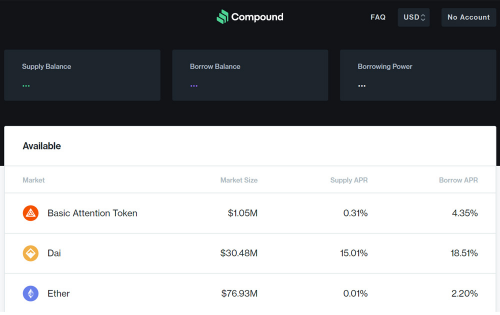 Compound
FAQ
USD
No Account
Supply Balance
...
Borrow Balance
...
Borrowing Power
...
Available
Market Market Size Supply APR Borrow APR
Basic Attention Token $1.05M 0.31% 4.35%
Dai $30.48M 15.01% 18.51%
Ether $76.93M 0.01% 2.20%